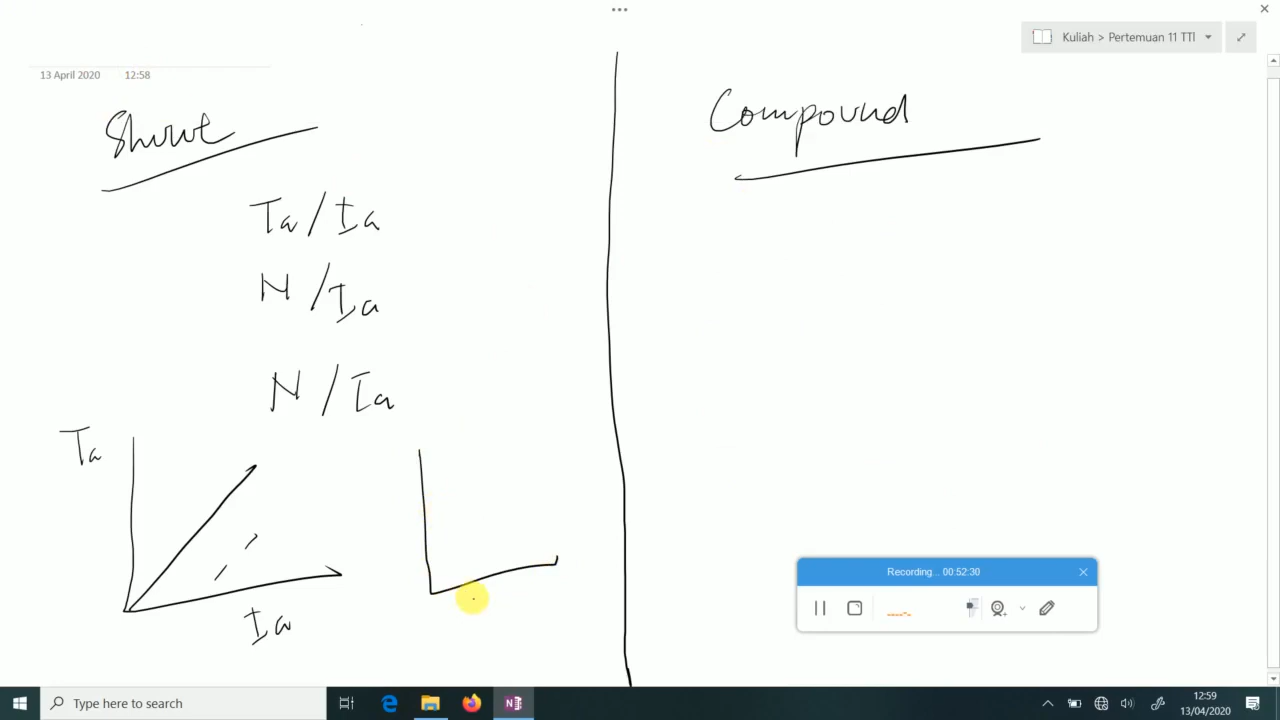 Kuliah > Pertemuan 11 TTI
13 April 2020 12:58
Shunt
Ta/Ia
N/Ia
N/Ia
Ta
Ia
Compound
Recording... 00:52:30
Type here to search
12:59
13/04/2020